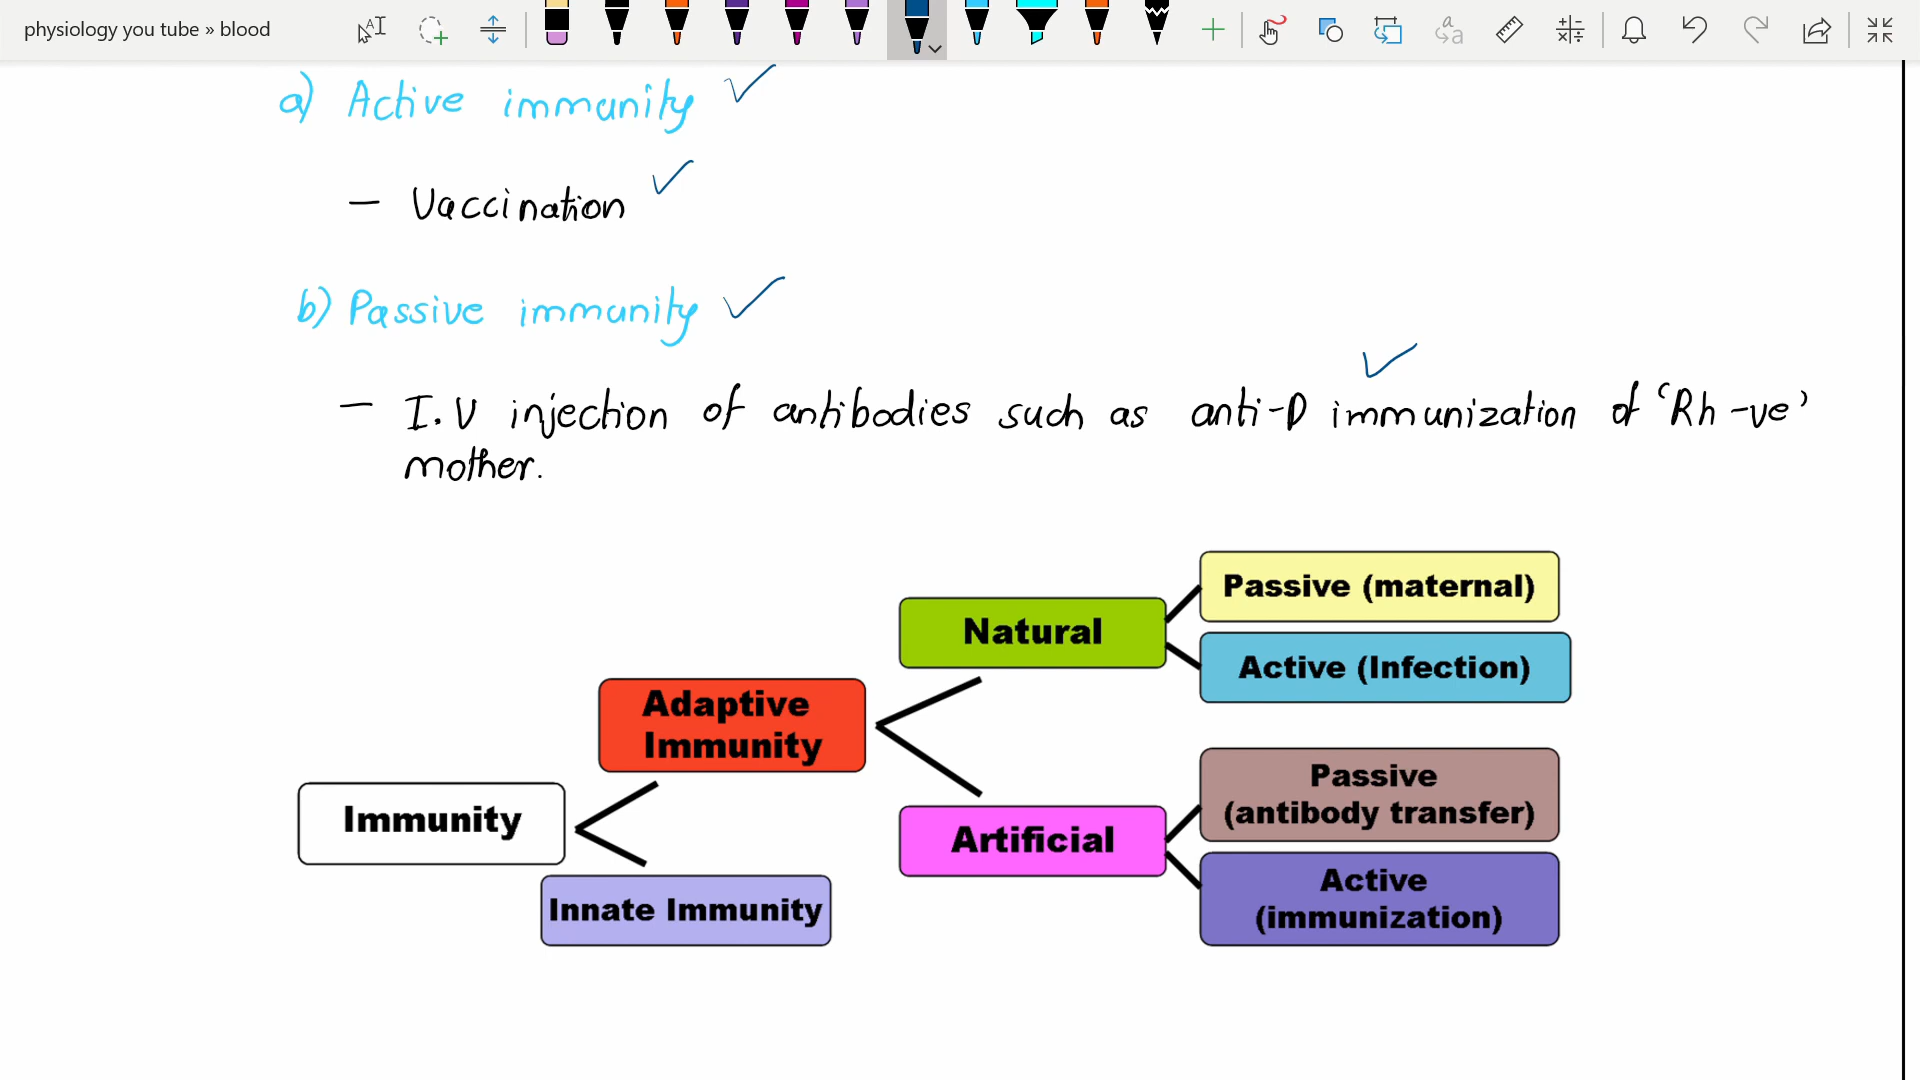 physiology you tube » blood
a) Active immunity
– Vaccination
b) Passive immunity
– I.V injection of antibodies such as anti-D immunization of ‘Rh -ve’
mother.
Passive (maternal)
Natural
Active (Infection)
Adaptive
Immunity
Passive
(antibody transfer)
Immunity
Artificial
Active
(immunization)
Innate Immunity